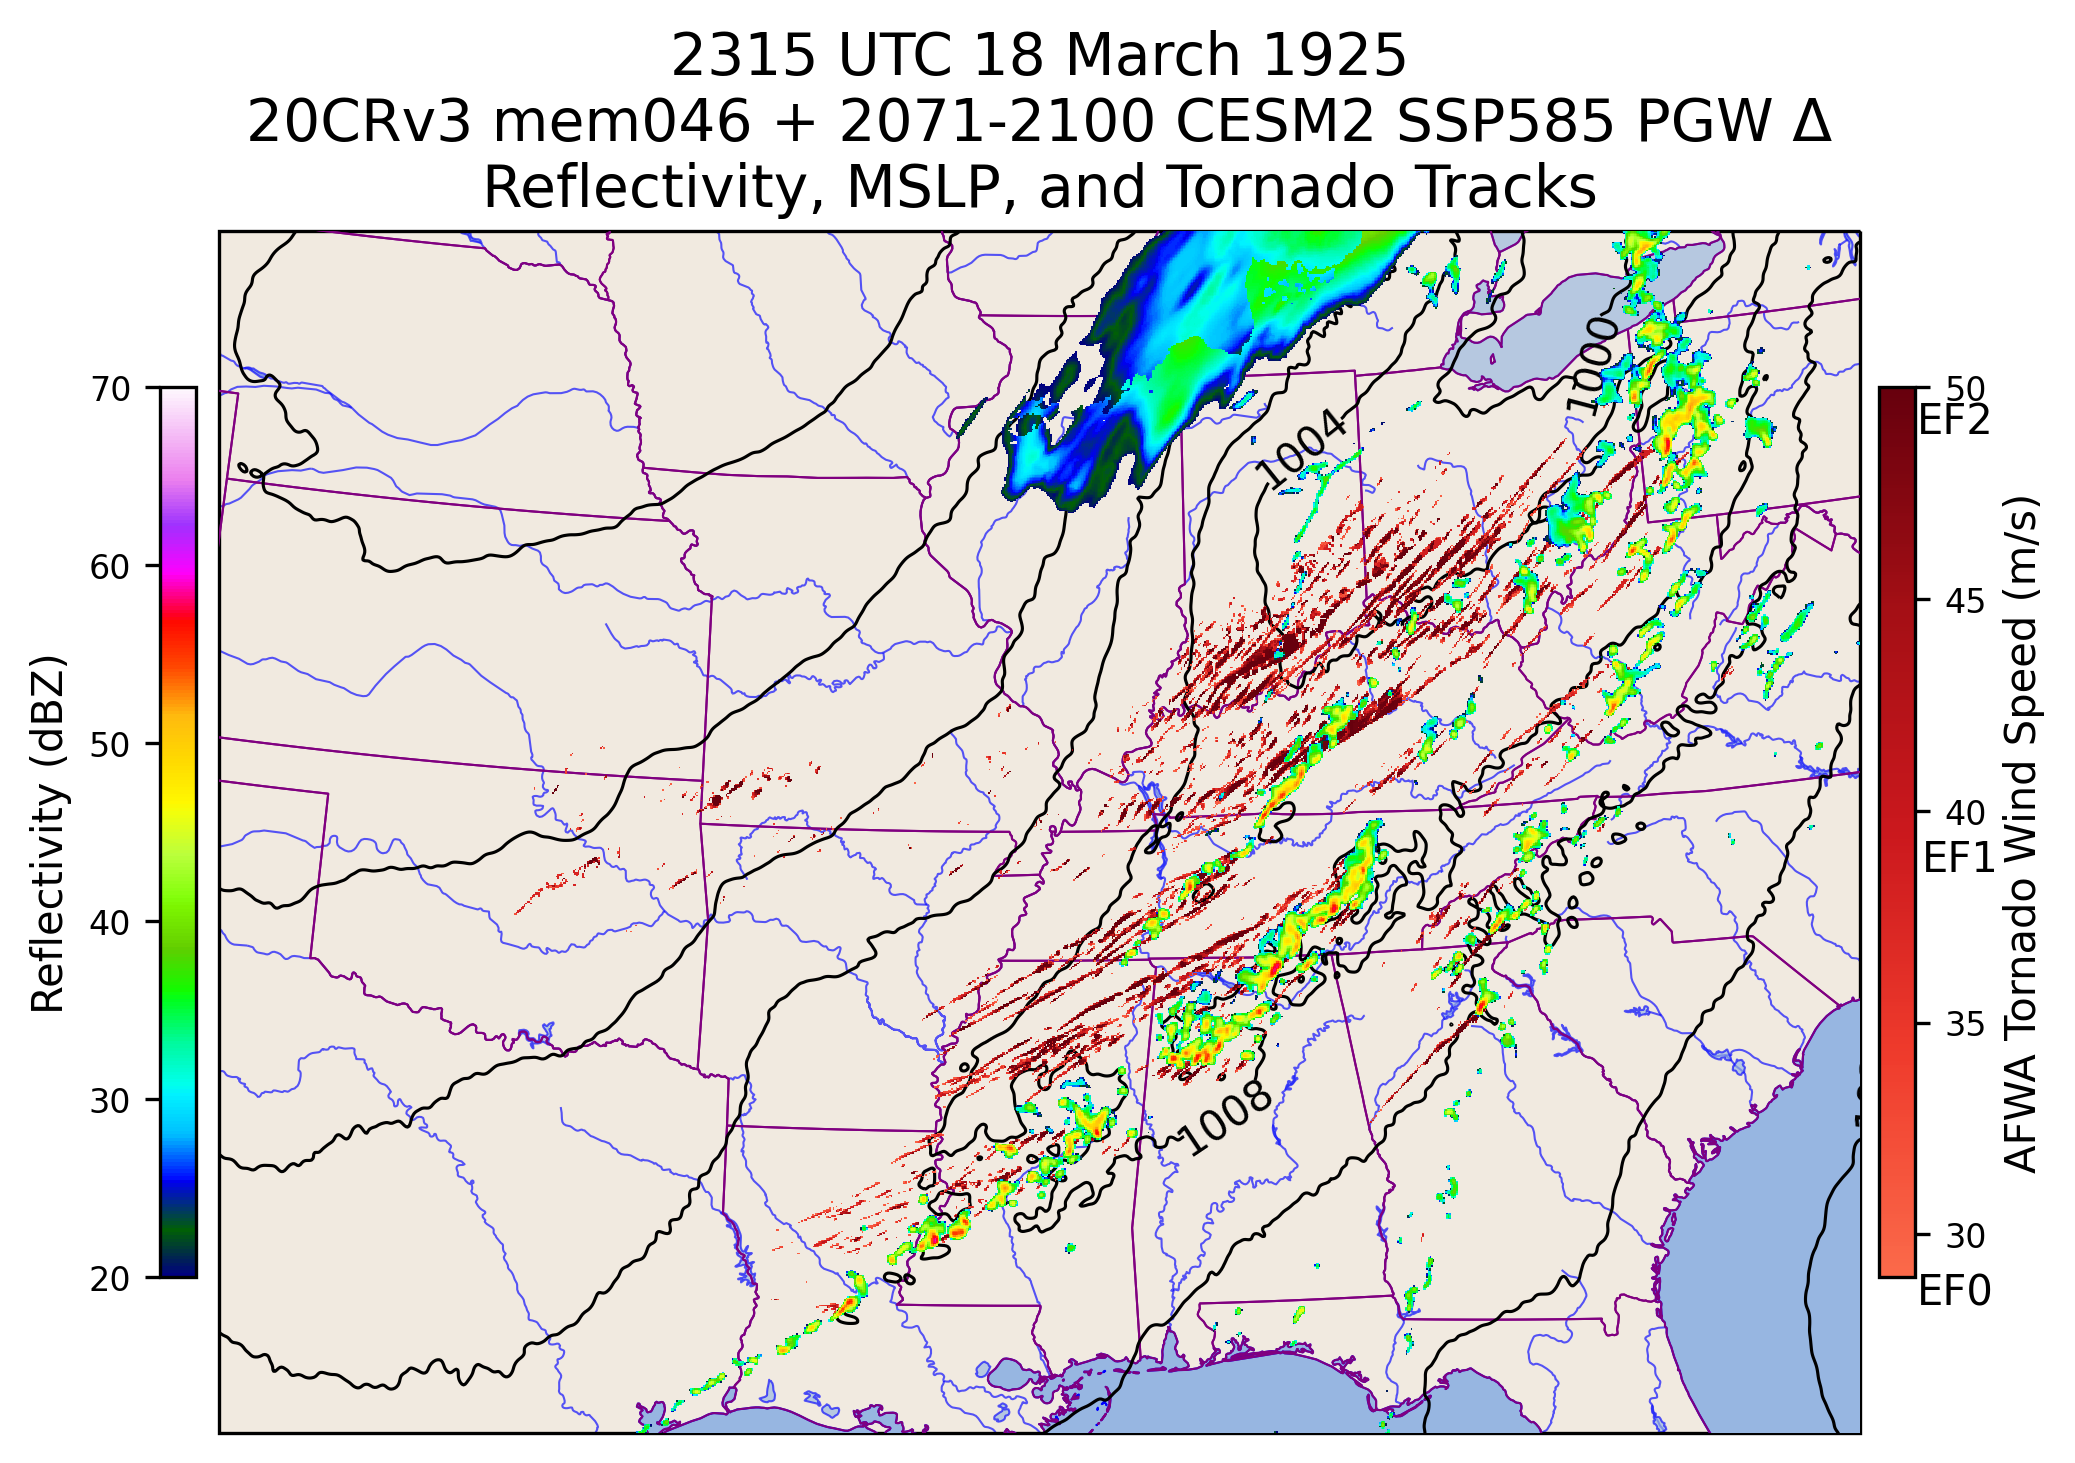 2315 UTC 18 March 1925
20CRv3 mem046 + 2071-2100 CESM2 SSP585 PGW Δ
Reflectivity, MSLP, and Tornado Tracks
70
60
50
40
30
20
Reflectivity (dBZ)
1000
1004
1008
50
EF2
45
40
EF1
35
30
EF0
AFWA Tornado Wind Speed (m/s)